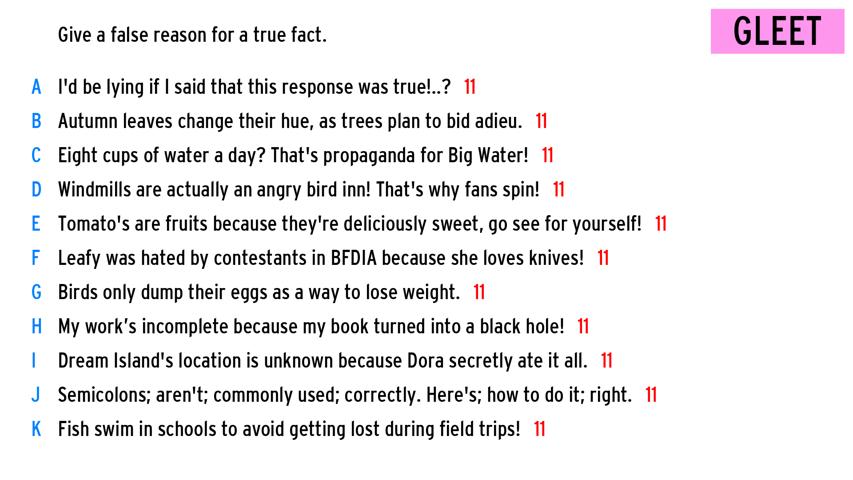 GLEET
Give a false reason for a true fact.
A I'd be lying if I said that this response was true!..? 11
B Autumn leaves change their hue, as trees plan to bid adieu. 11
C Eight cups of water a day? That's propaganda for Big Water! 11
D Windmills are actually an angry bird inn! That's why fans spin! 11
E Tomato's are fruits because they're deliciously sweet, go see for yourself! 11
F Leafy was hated by contestants in BFDIA because she loves knives! 11
G Birds only dump their eggs as a way to lose weight. 11
H My work’s incomplete because my book turned into a black hole! 11
I Dream Island's location is unknown because Dora secretly ate it all. 11
J Semicolons; aren't; commonly used; correctly. Here's; how to do it; right. 11
K Fish swim in schools to avoid getting lost during field trips! 11